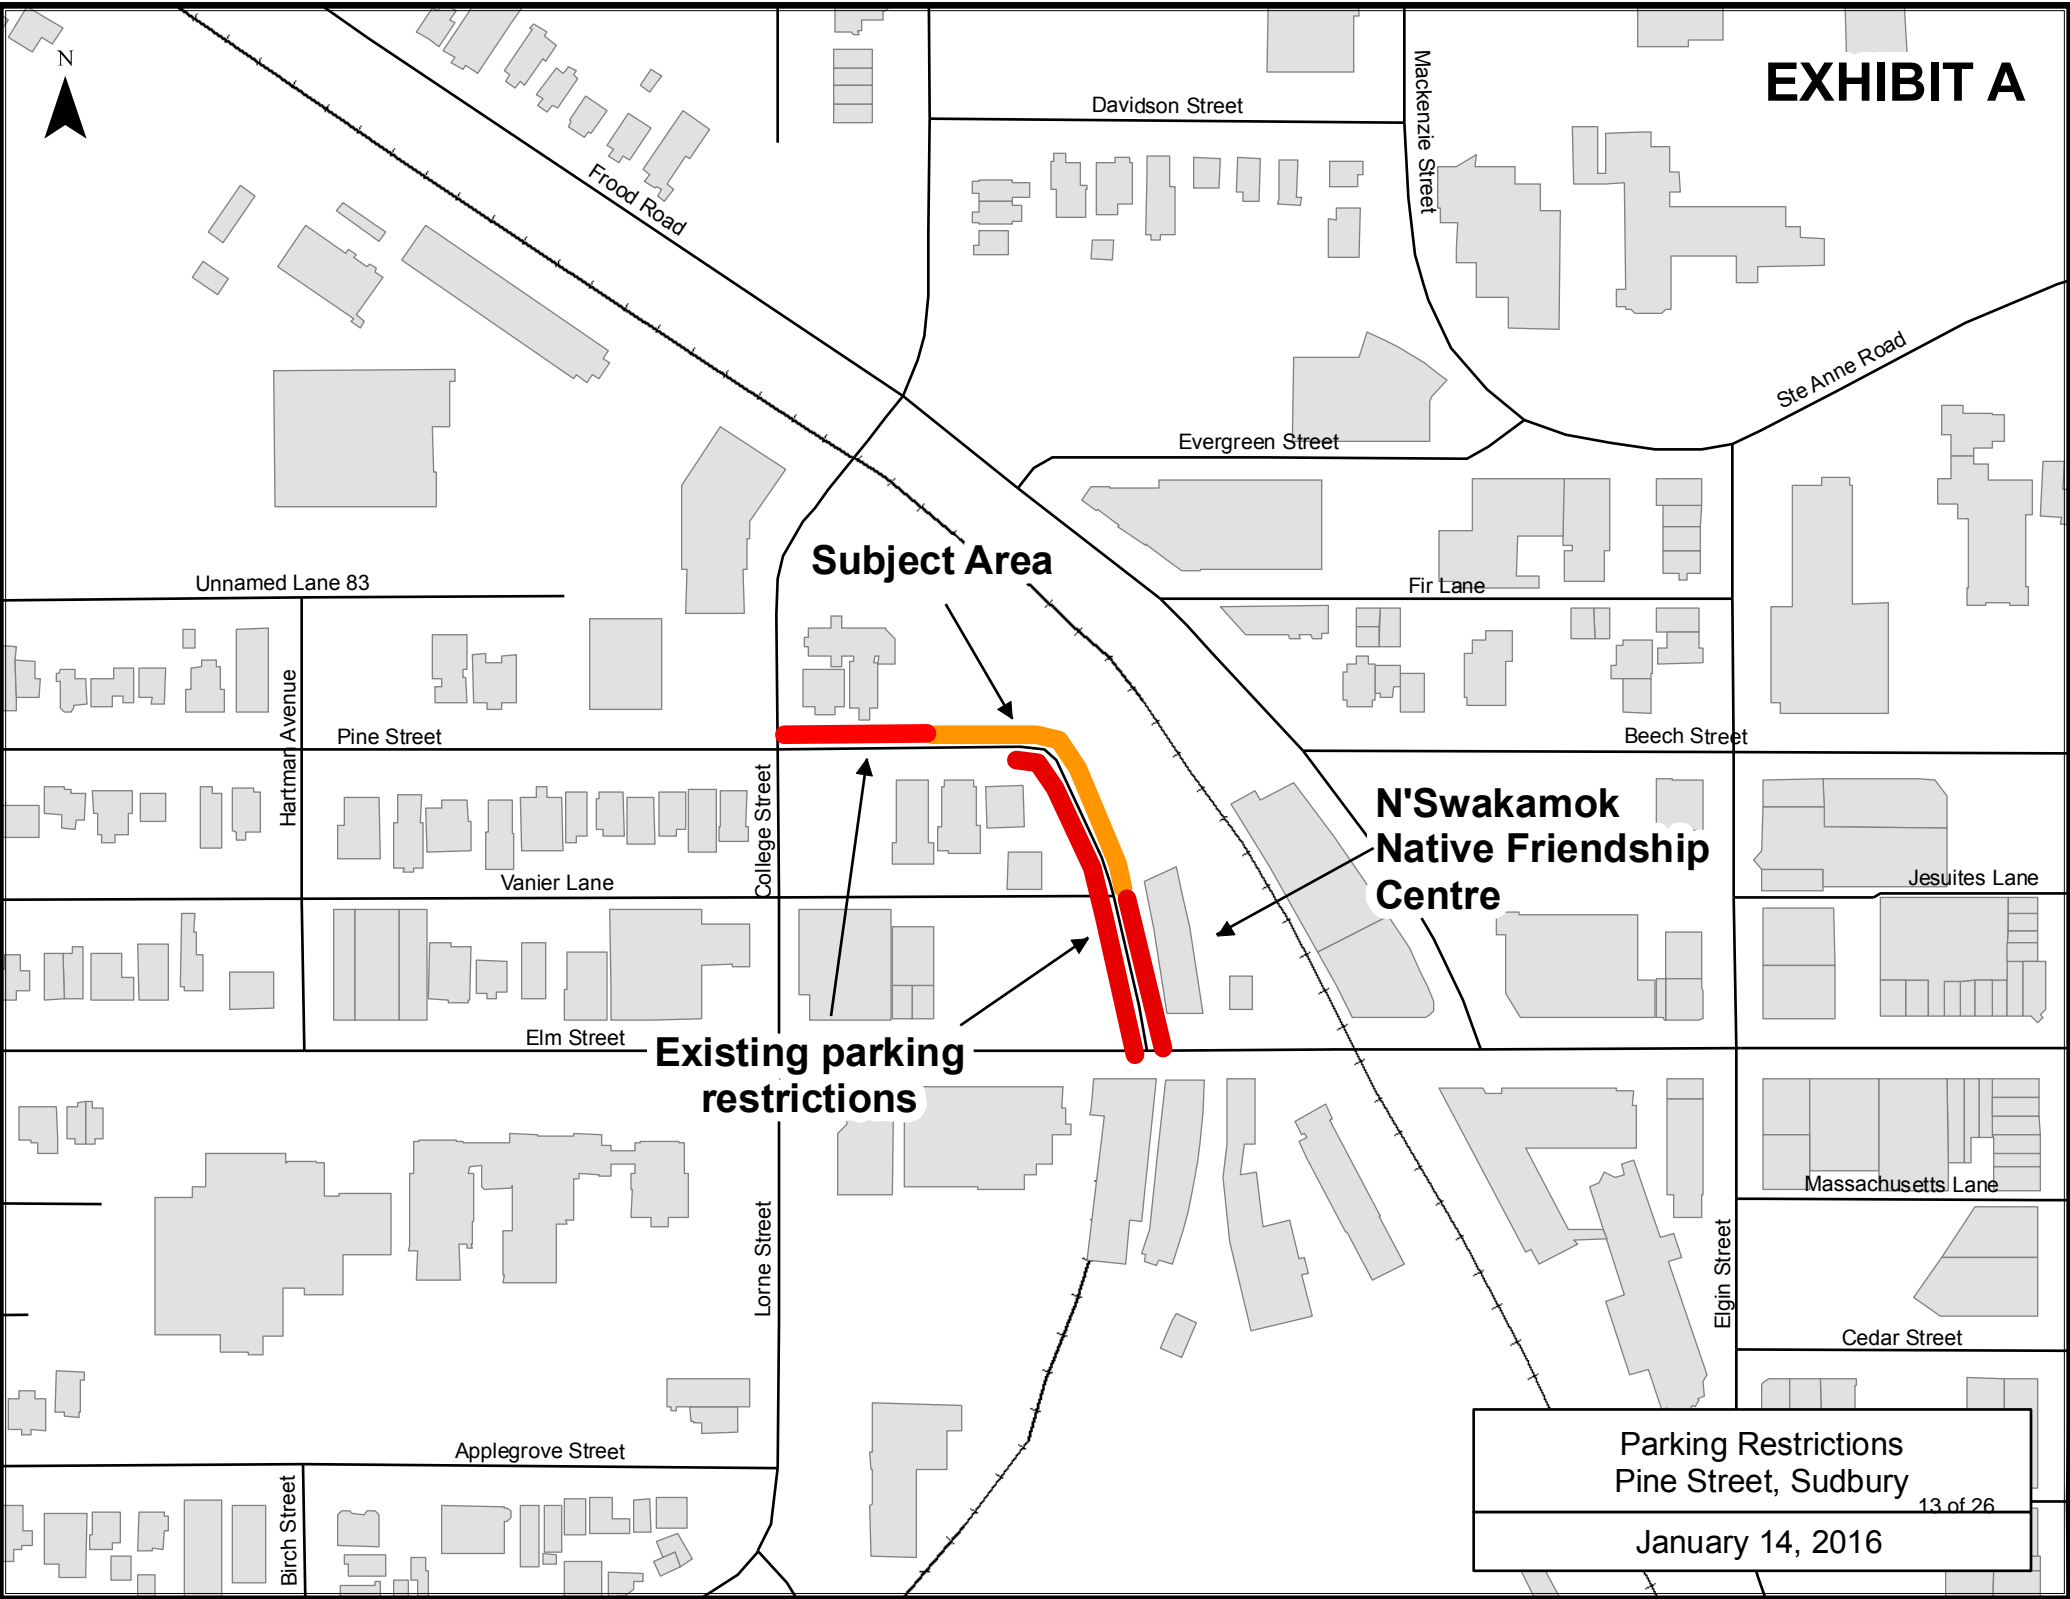 N
EXHIBIT A
Davidson Street
Mackenzie Street
Frood Road
Ste Anne Road
Evergreen Street
Subject Area
Unnamed Lane 83
Fir Lane
Hartman Avenue
Pine Street
Beech Street
College Street
N'Swakamok
Native Friendship
Centre
Vanier Lane
Jesuites Lane
Elm Street
Existing parking
restrictions
Massachusetts Lane
Lorne Street
Elgin Street
Cedar Street
Applegrove Street
Birch Street
Parking Restrictions
Pine Street, Sudbury
13 of 26
January 14, 2016